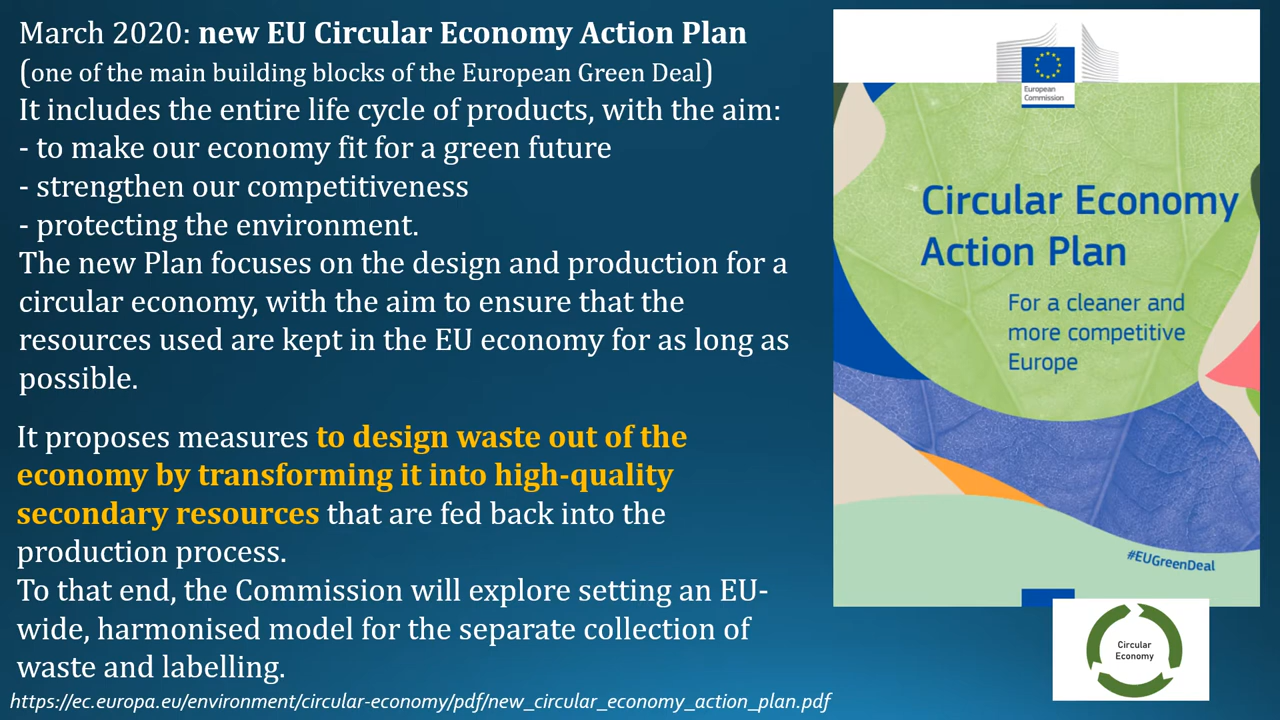 March 2020: new EU Circular Economy Action Plan
(one of the main building blocks of the European Green Deal)
It includes the entire life cycle of products, with the aim:
- to make our economy fit for a green future
- strengthen our competitiveness
- protecting the environment.
The new Plan focuses on the design and production for a
circular economy, with the aim to ensure that the
resources used are kept in the EU economy for as long as
possible.
It proposes measures to design waste out of the
economy by transforming it into high-quality
secondary resources that are fed back into the
production process.
To that end, the Commission will explore setting an EU-
wide, harmonised model for the separate collection of
waste and labelling.
https://ec.europa.eu/environment/circular-economy/pdf/new_circular_economy_action_plan.pdf
European
Commission
Circular Economy
Action Plan
For a cleaner and
more competitive
Europe
#EUGreenDeal
Circular
Economy